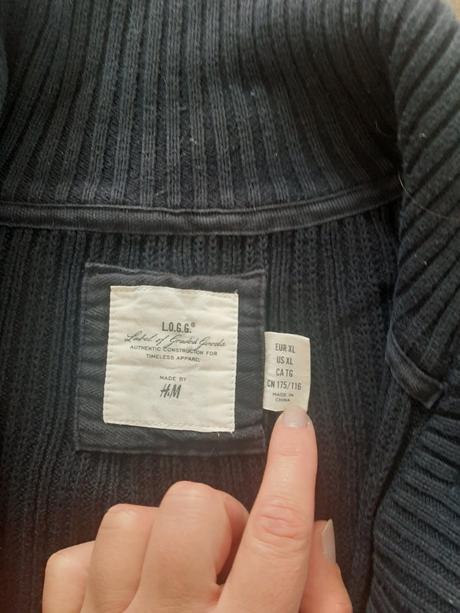 L.O.G.G.®
Label of Graded Goods
AUTHENTIC CONSTRUCTION FOR
TIMELESS APPAREL
MADE BY
H&M
EUR XL
US XL
CA TG
CN 175/116
MADE IN
CHINA